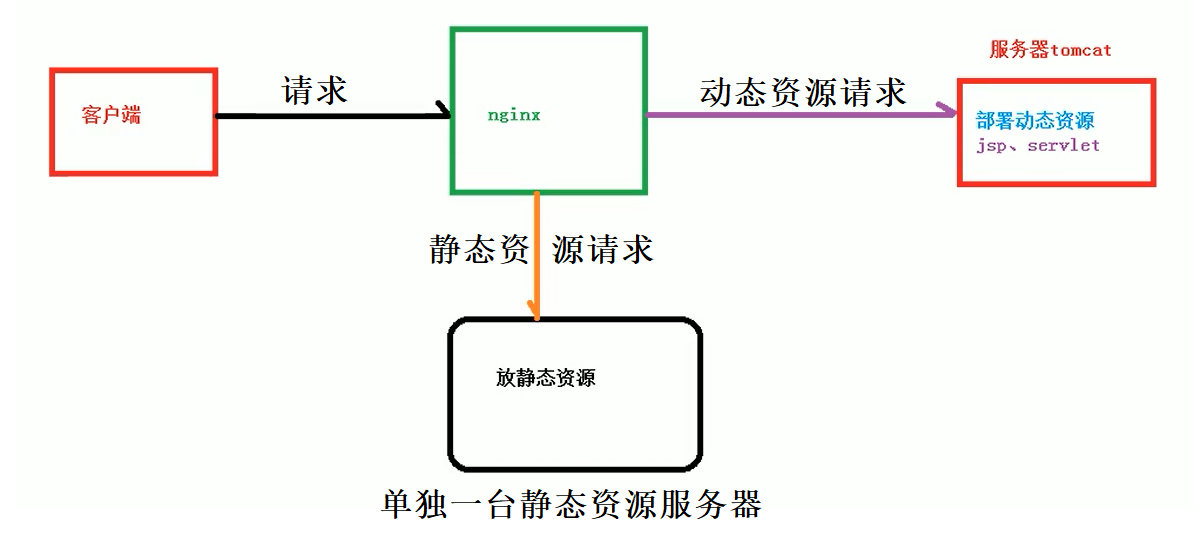 服务器tomcat
客户端
请求
nginx
动态资源请求
部署动态资源
jsp、servlet
静态资源请求
放静态资源
单独一台静态资源服务器